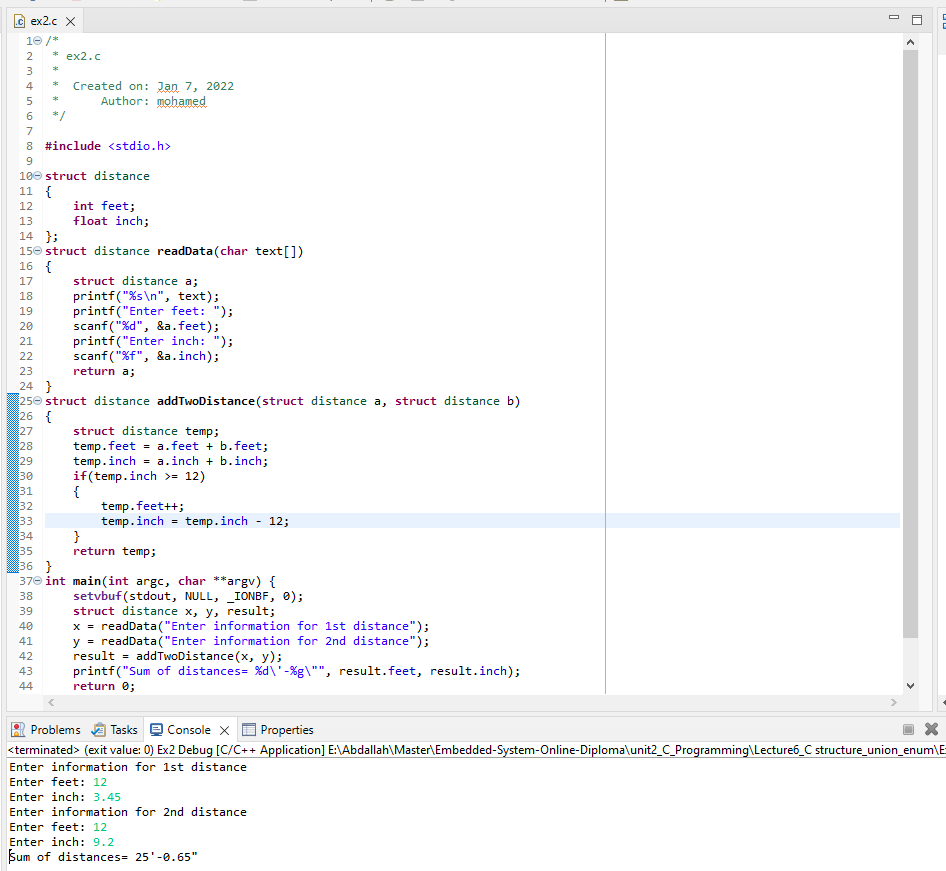 ex2.c
1 /*
2  * ex2.c
3  *
4  *  Created on: Jan 7, 2022
5  *      Author: mohamed
6  */
7
8 #include <stdio.h>
9
10 struct distance
11 {
12     int feet;
13     float inch;
14 };
15 struct distance readData(char text[])
16 {
17     struct distance a;
18     printf("%s\n", text);
19     printf("Enter feet: ");
20     scanf("%d", &a.feet);
21     printf("Enter inch: ");
22     scanf("%f", &a.inch);
23     return a;
24 }
25 struct distance addTwoDistance(struct distance a, struct distance b)
26 {
27     struct distance temp;
28     temp.feet = a.feet + b.feet;
29     temp.inch = a.inch + b.inch;
30     if(temp.inch >= 12)
31     {
32         temp.feet++;
33         temp.inch = temp.inch - 12;
34     }
35     return temp;
36 }
37 int main(int argc, char **argv) {
38     setvbuf(stdout, NULL, _IONBF, 0);
39     struct distance x, y, result;
40     x = readData("Enter information for 1st distance");
41     y = readData("Enter information for 2nd distance");
42     result = addTwoDistance(x, y);
43     printf("Sum of distances= %d\'-%g\"", result.feet, result.inch);
44     return 0;
Problems Tasks Console Properties
<terminated> (exit value: 0) Ex2 Debug [C/C++ Application] E:\Abdallah\Master\Embedded-System-Online-Diploma\unit2_C_Programming\Lecture6_C structure_union_enum\E
Enter information for 1st distance
Enter feet: 12
Enter inch: 3.45
Enter information for 2nd distance
Enter feet: 12
Enter inch: 9.2
Sum of distances= 25'-0.65"